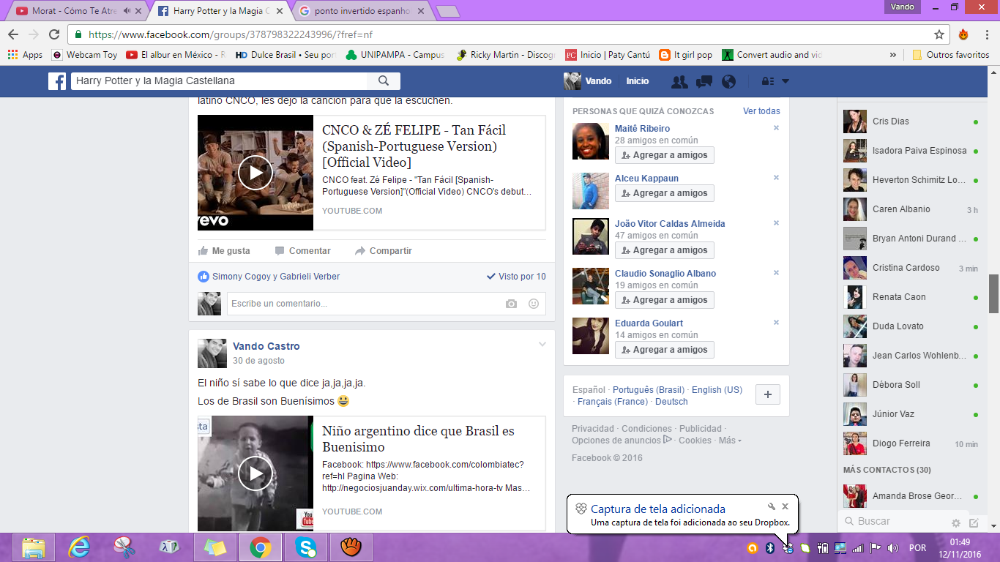 Morat - Cómo Te Atre
Harry Potter y la Magia C
ponto invertido espanho
Vando
https://www.facebook.com/groups/378798322243996/?fref=nf
Apps
Webcam Toy
El albur en México - R
HD Dulce Brasil • Seu por
UNIPAMPA - Campus
Ricky Martin - Discogr
PC Inicio | Paty Cantú
It girl pop
Convert audio and vid
»
Outros favoritos
Harry Potter y la Magia Castellana
Vando
Inicio
latino CNCO, les dejo la canción para que la escuchen.
CNCO & ZÉ FELIPE - Tan Fácil
(Spanish-Portuguese Version)
[Official Video]
CNCO feat. Zé Felipe - "Tan Fácil [Spanish-
Portuguese Version]"(Official Video) CNCO's debut...
YOUTUBE.COM
vevo
Me gusta
Comentar
Compartir
Simony Cogoy y Gabrieli Verber
Visto por 10
Escribe un comentario...
Vando Castro
30 de agosto
El niño sí sabe lo que dice ja,ja,ja,ja.
Los de Brasil son Buenísimos 😃
sta
You
Tube
Niño argentino dice que Brasil es
Buenisimo
Facebook: https://www.facebook.com/colombiatec?
ref=hl Pagina Web:
http://negociosjuanday.wix.com/ultima-hora-tv Mas...
YOUTUBE.COM
PERSONAS QUE QUIZÁ CONOZCAS
Ver todas
Maitê Ribeiro
28 amigos en común
Agregar a amigos
Alceu Kappaun
Agregar a amigos
João Vitor Caldas Almeida
47 amigos en común
Agregar a amigos
Claudio Sonaglio Albano
19 amigos en común
Agregar a amigos
Eduarda Goulart
14 amigos en común
Agregar a amigos
Español · Português (Brasil) · English (US)
· Français (France) · Deutsch
Privacidad · Condiciones · Publicidad ·
Opciones de anuncios · Cookies · Más
Facebook © 2016
Cris Dias
Isadora Paiva Espinosa
Heverton Schimitz Lo...
Caren Albanio 3 h
Bryan Antoni Durand ...
Cristina Cardoso 3 min
Renata Caon
Duda Lovato
Jean Carlos Wohlenb...
Débora Soll
Júnior Vaz
Diogo Ferreira 10 min
MÁS CONTACTOS (30)
Amanda Brose Geor...
Buscar
Captura de tela adicionada
Uma captura de tela foi adicionada ao seu Dropbox.
POR
01:49
12/11/2016